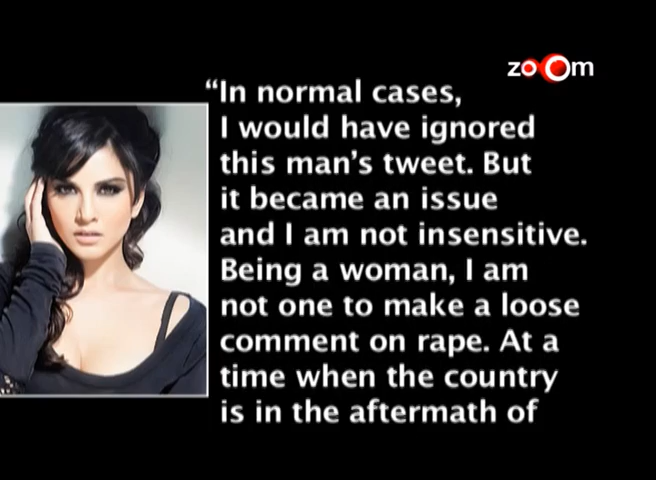 zoOm
“In normal cases,
I would have ignored
this man’s tweet. But
it became an issue
and I am not insensitive.
Being a woman, I am
not one to make a loose
comment on rape. At a
time when the country
is in the aftermath of